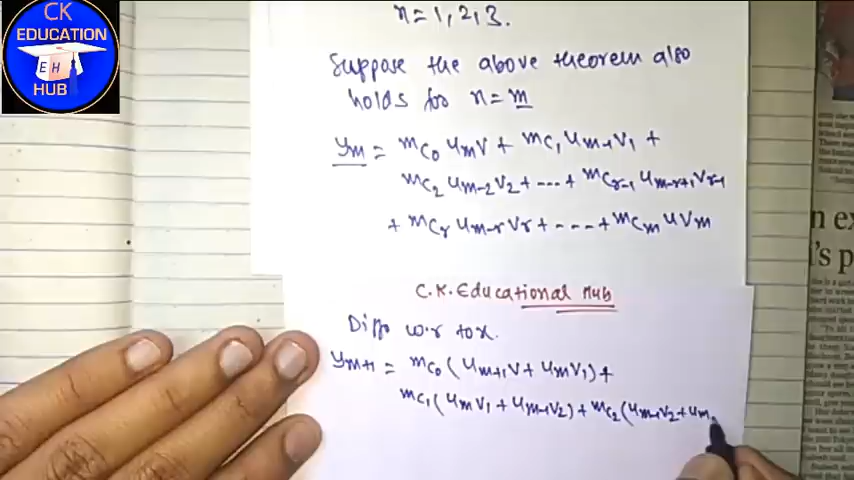 CK
EDUCATION
EH
HUB
n=1,2,3.
Suppose the above theorem also
holds for n=m
ym = mc0 umv + mc1 um-1v1 +
mc2 um-2v2 + --- + mcr-1 um-r+1vr-1
+ mcr um-rvr + --- + mcm uvm
C.K.Educational Hub
Diff w.r to x.
ym+1 = mc0 (um+1v + umv1) +
mc1 (umv1 + um-1v2) + mc2 (um-1v2 + um
ex
's p